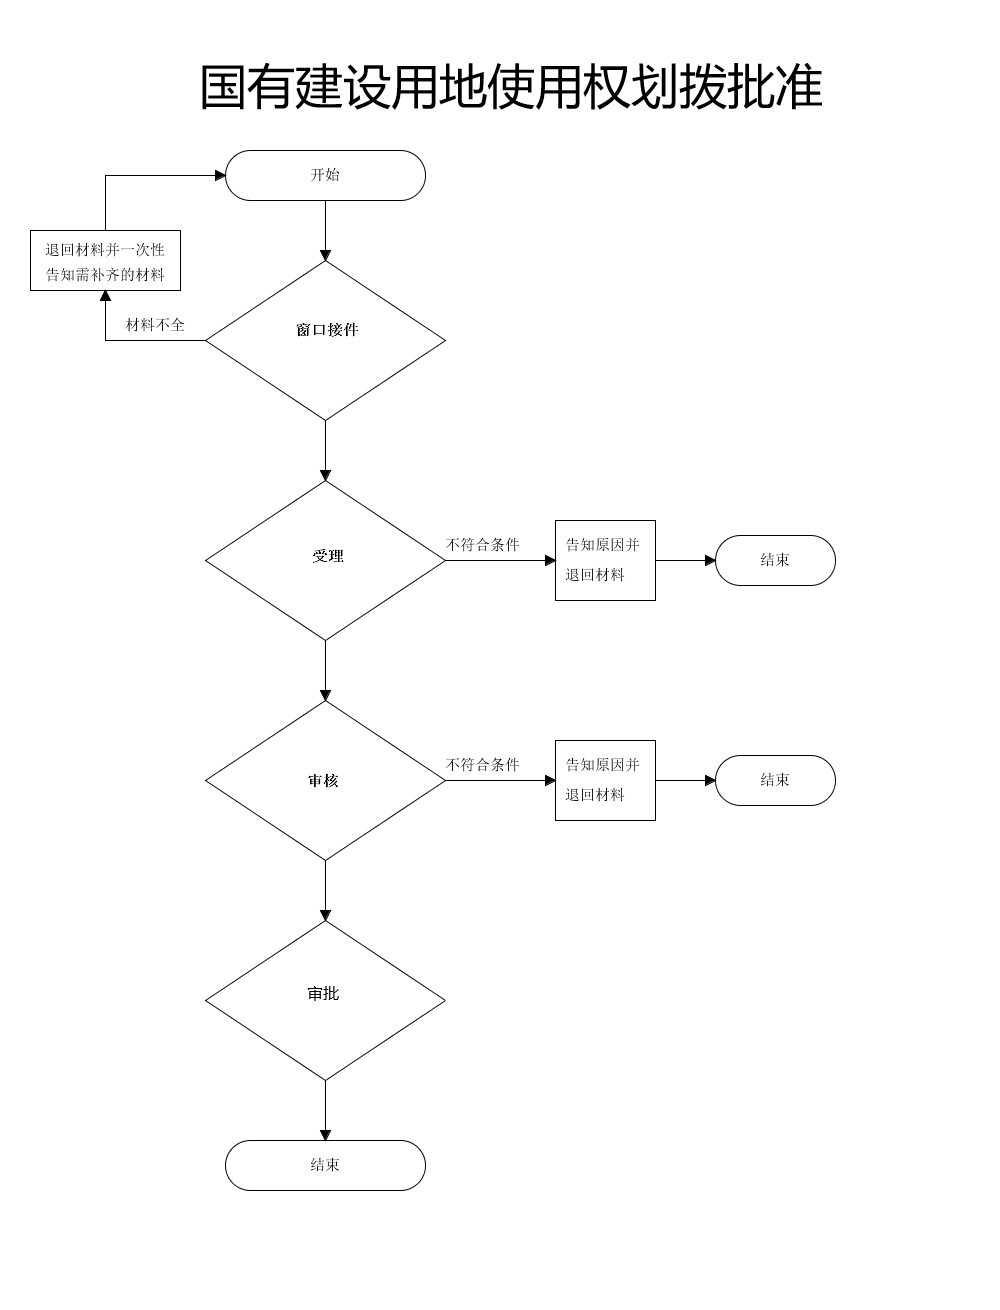 国有建设用地使用权划拨批准
开始
退回材料并一次性
告知需补齐的材料
材料不全
窗口接件
受理
不符合条件
告知原因并
退回材料
结束
审核
不符合条件
告知原因并
退回材料
结束
审批
结束